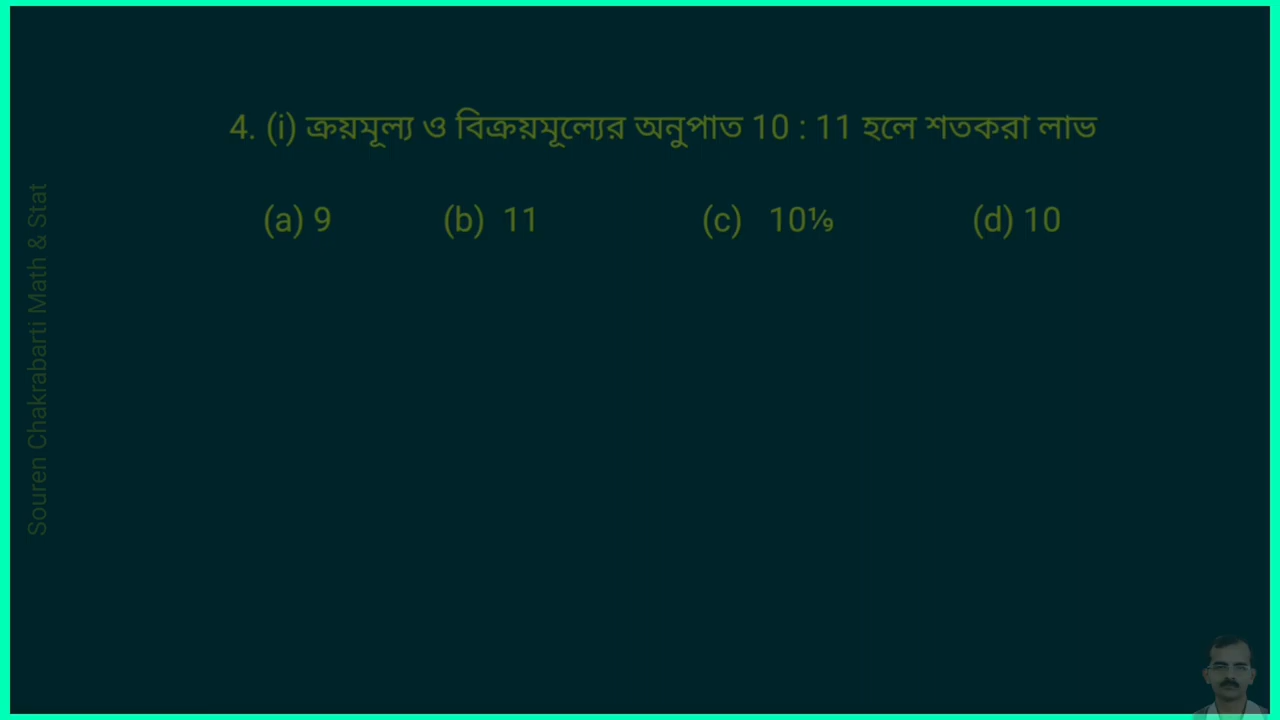 4. (i) ক্রয়মূল্য ও বিক্রয়মূল্যের অনুপাত 10 : 11 হলে শতকরা লাভ
(a) 9 (b) 11 (c) 10⅑ (d) 10
Souren Chakrabarti Math & Stat